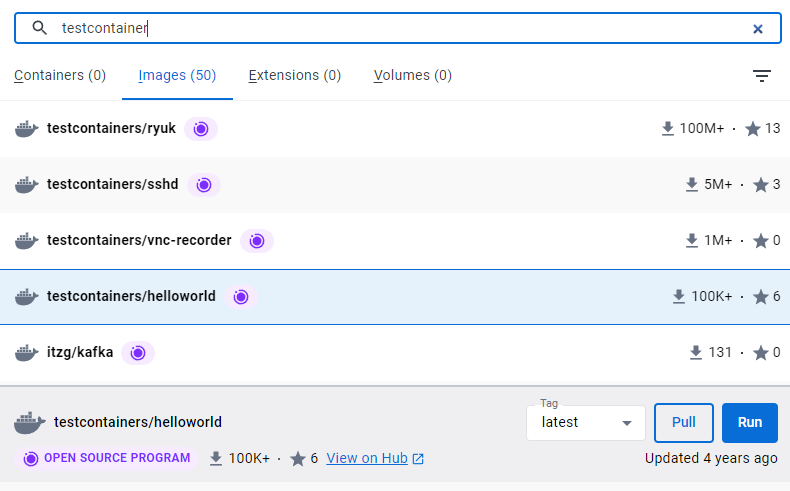 testcontainer
Containers (0) Images (50) Extensions (0) Volumes (0)
testcontainers/ryuk 100M+ · 13
testcontainers/sshd 5M+ · 3
testcontainers/vnc-recorder 1M+ · 0
testcontainers/helloworld 100K+ · 6
itzg/kafka 131 · 0
Tag
testcontainers/helloworld latest Pull Run
OPEN SOURCE PROGRAM 100K+ · 6 View on Hub Updated 4 years ago